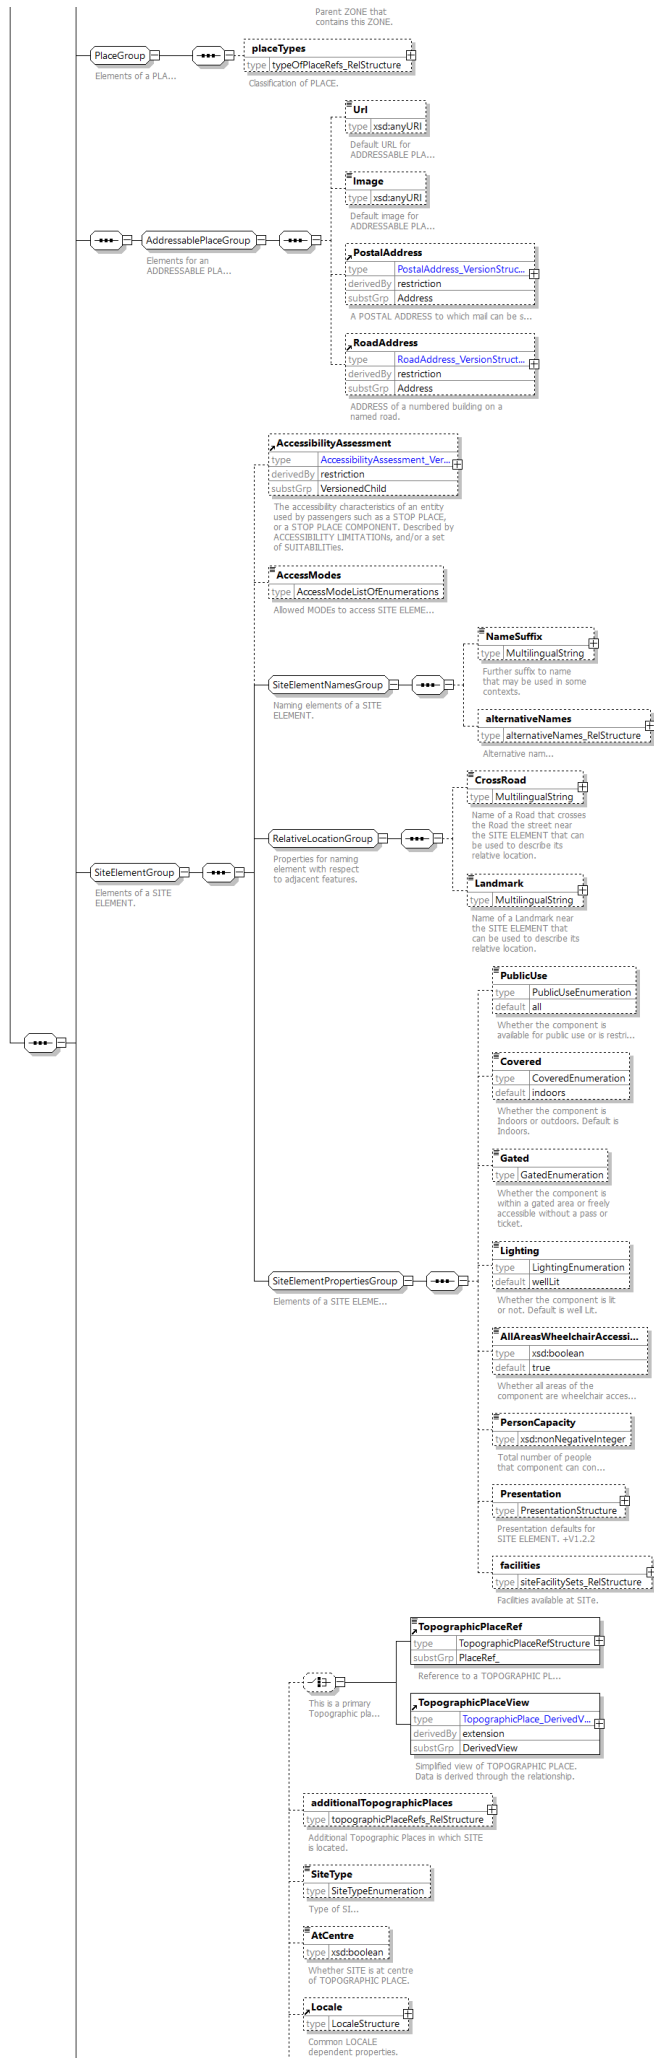 Parent ZONE that
contains this ZONE.
PlaceGroup
Elements of a PLA...
placeTypes
type typeOfPlaceRefs_RelStructure
Classification of PLACE.
Url
type xsd:anyURI
Default URL for
ADDRESSABLE PLA...
Image
type xsd:anyURI
Default image for
ADDRESSABLE PLA...
AddressablePlaceGroup
Elements for an
ADDRESSABLE PLA...
PostalAddress
type PostalAddress_VersionStruc...
derivedBy restriction
substGrp Address
A POSTAL ADDRESS to which mail can be s...
RoadAddress
type RoadAddress_VersionStruct...
derivedBy restriction
substGrp Address
ADDRESS of a numbered building on a
named road.
AccessibilityAssessment
type AccessibilityAssessment_Ver...
derivedBy restriction
substGrp VersionedChild
The accessibility characteristics of an entity
used by passengers such as a STOP PLACE,
or a STOP PLACE COMPONENT. Described by
ACCESSIBILITY LIMITATIONs, and/or a set
of SUITABILITIes.
AccessModes
type AccessModeListOfEnumerations
Allowed MODEs to access SITE ELEME...
SiteElementNamesGroup
Naming elements of a SITE
ELEMENT.
NameSuffix
type MultilingualString
Further suffix to name
that may be used in some
contexts.
alternativeNames
type alternativeNames_RelStructure
Alternative nam...
CrossRoad
type MultilingualString
Name of a Road that crosses
the Road the street near
the SITE ELEMENT that can
be used to describe its
relative location.
RelativeLocationGroup
Properties for naming
element with respect
to adjacent features.
Landmark
type MultilingualString
Name of a Landmark near
the SITE ELEMENT that
can be used to describe its
relative location.
SiteElementGroup
Elements of a SITE
ELEMENT.
PublicUse
type PublicUseEnumeration
default all
Whether the component is
available for public use or is restri...
Covered
type CoveredEnumeration
default indoors
Whether the component is
Indoors or outdoors. Default is
Indoors.
Gated
type GatedEnumeration
Whether the component is
within a gated area or freely
accessible without a pass or
ticket.
Lighting
type LightingEnumeration
default wellLit
Whether the component is lit
or not. Default is well Lit.
SiteElementPropertiesGroup
Elements of a SITE ELEME...
AllAreasWheelchairAccessi...
type xsd:boolean
default true
Whether all areas of the
component are wheelchair acces...
PersonCapacity
type xsd:nonNegativeInteger
Total number of people
that component can con...
Presentation
type PresentationStructure
Presentation defaults for
SITE ELEMENT. +V1.2.2
facilities
type siteFacilitySets_RelStructure
Facilities available at SITe.
TopographicPlaceRef
type TopographicPlaceRefStructure
substGrp PlaceRef_
Reference to a TOPOGRAPHIC PL...
This is a primary
Topographic pla...
TopographicPlaceView
type TopographicPlace_DerivedV...
derivedBy extension
substGrp DerivedView
Simplified view of TOPOGRAPHIC PLACE.
Data is derived through the relationship.
additionalTopographicPlaces
type topographicPlaceRefs_RelStructure
Additional Topographic Places in which SITE
is located.
SiteType
type SiteTypeEnumeration
Type of SI...
AtCentre
type xsd:boolean
Whether SITE is at centre
of TOPOGRAPHIC PLACE.
Locale
type LocaleStructure
Common LOCALE
dependent properties.